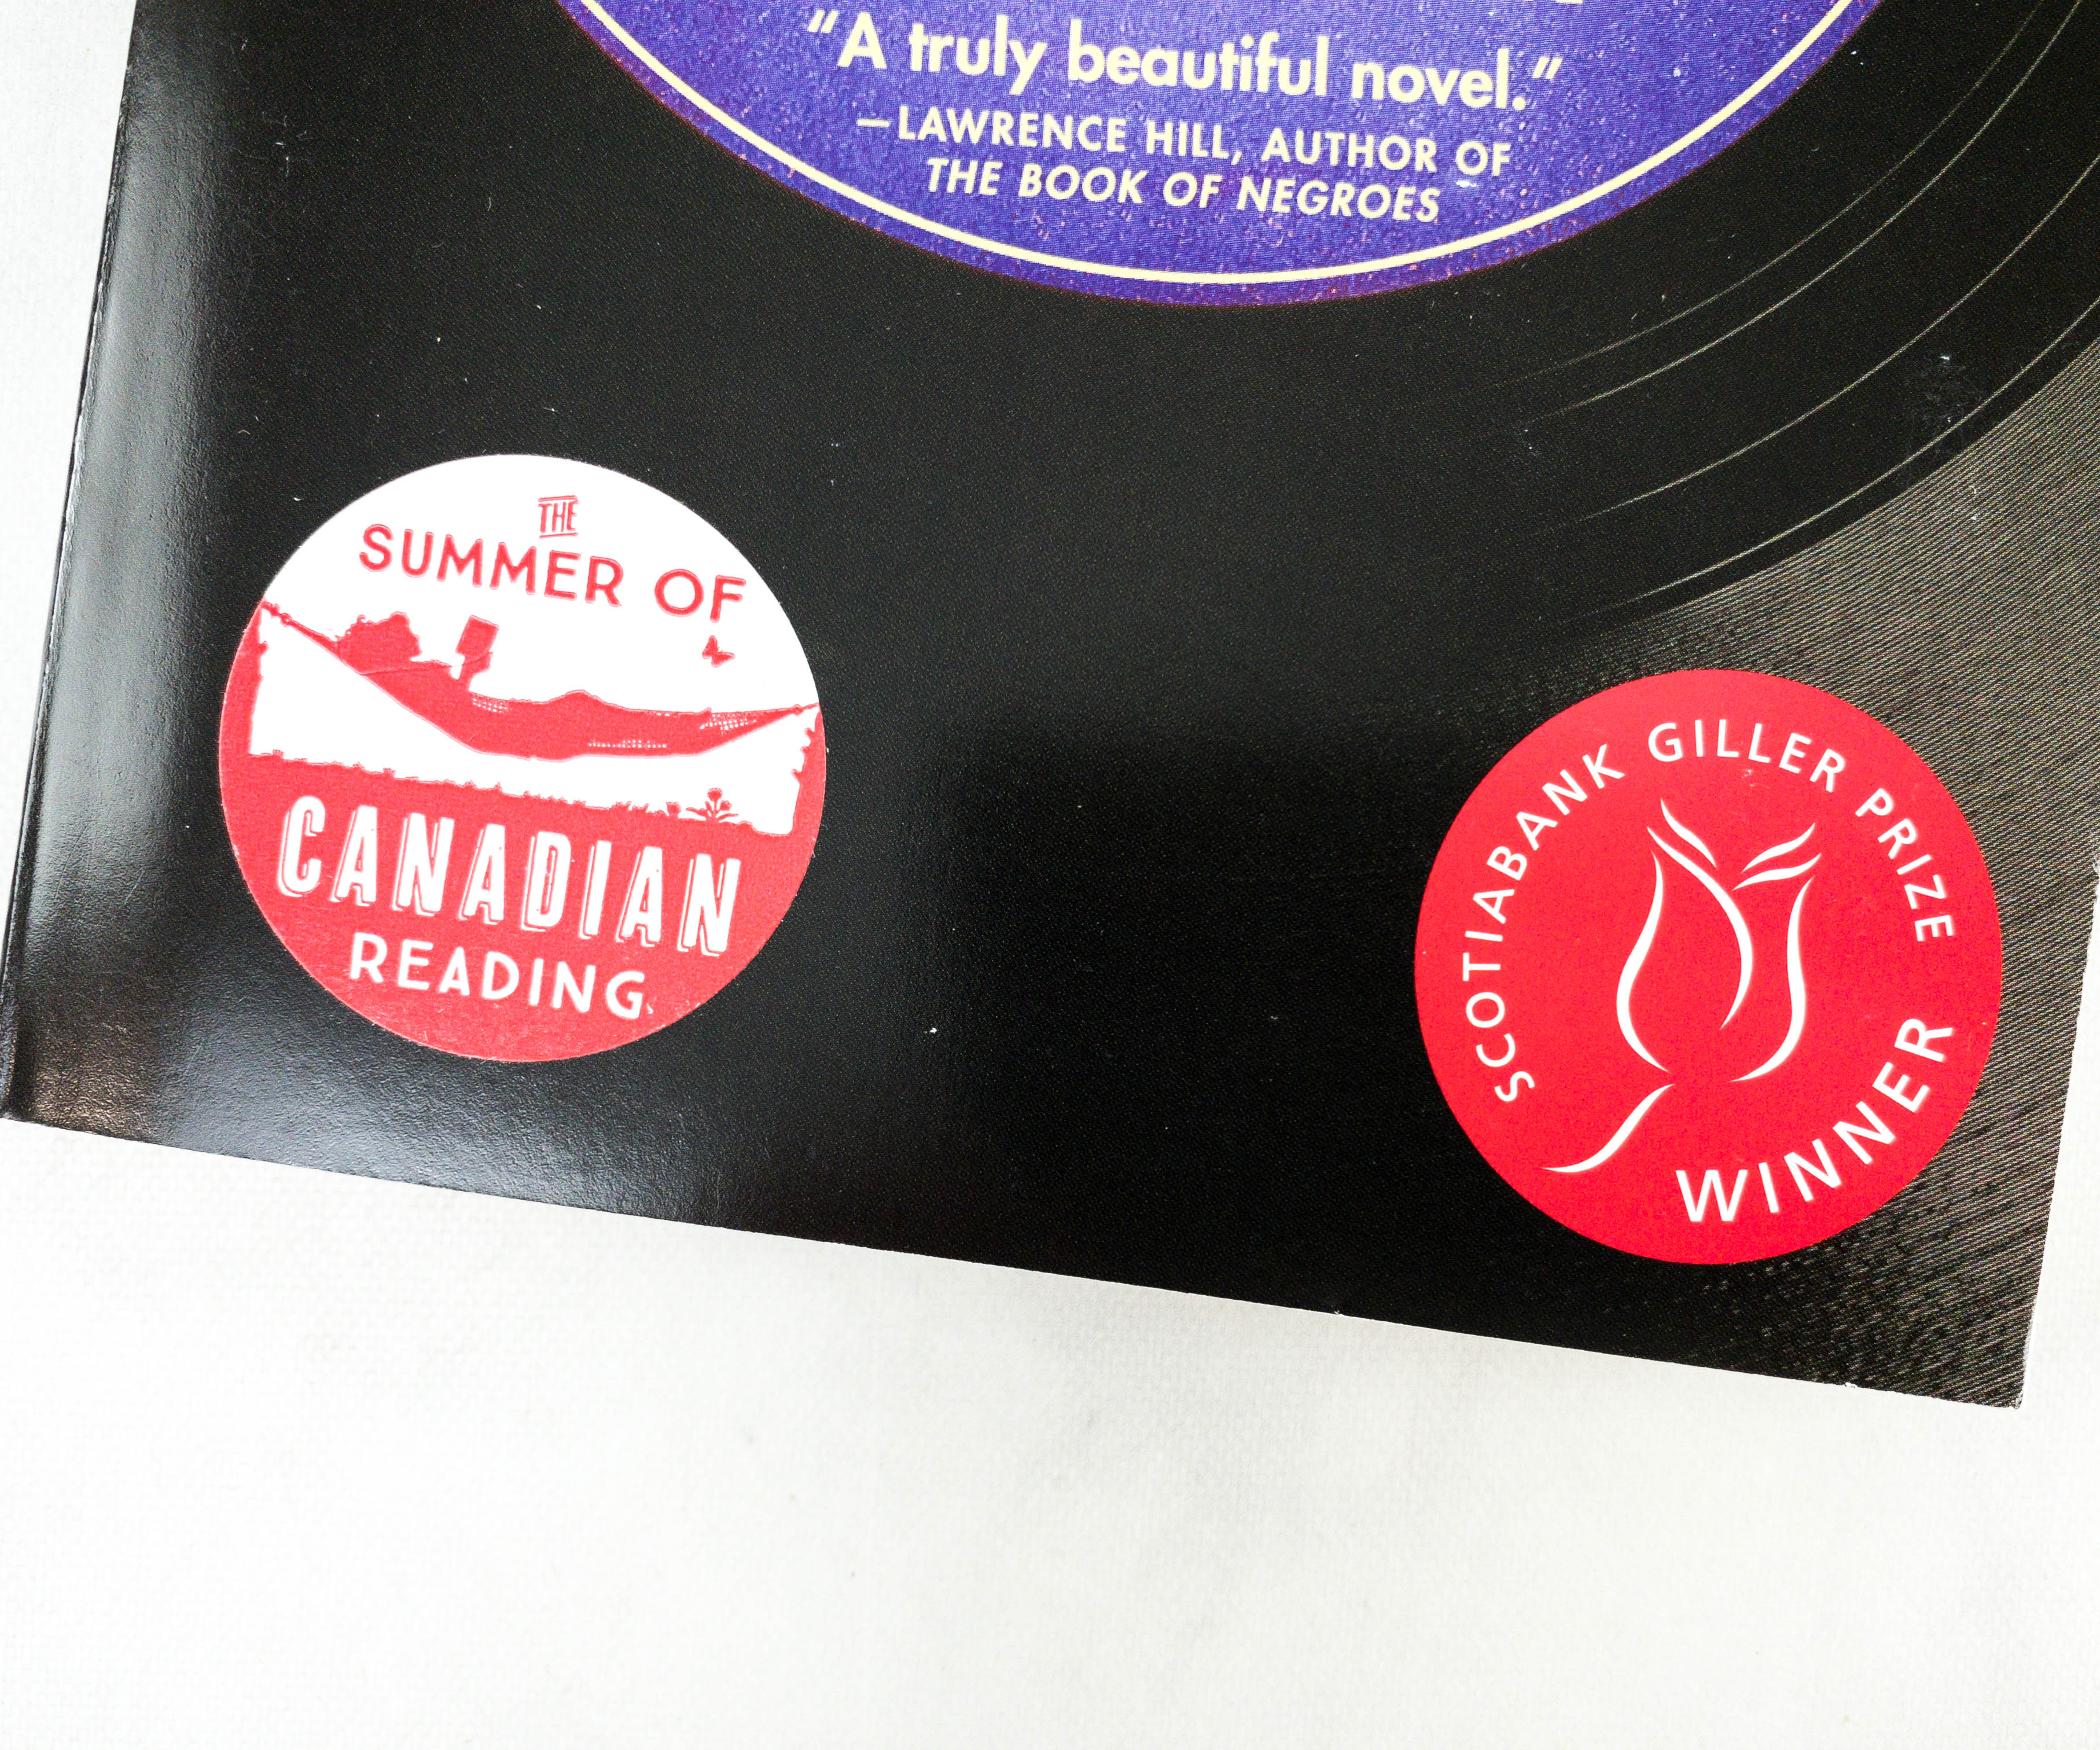 "A truly beautiful novel."
—LAWRENCE HILL, AUTHOR OF
THE BOOK OF NEGROES
THE
SUMMER OF
CANADIAN
READING
SCOTIABANK GILLER PRIZE
WINNER